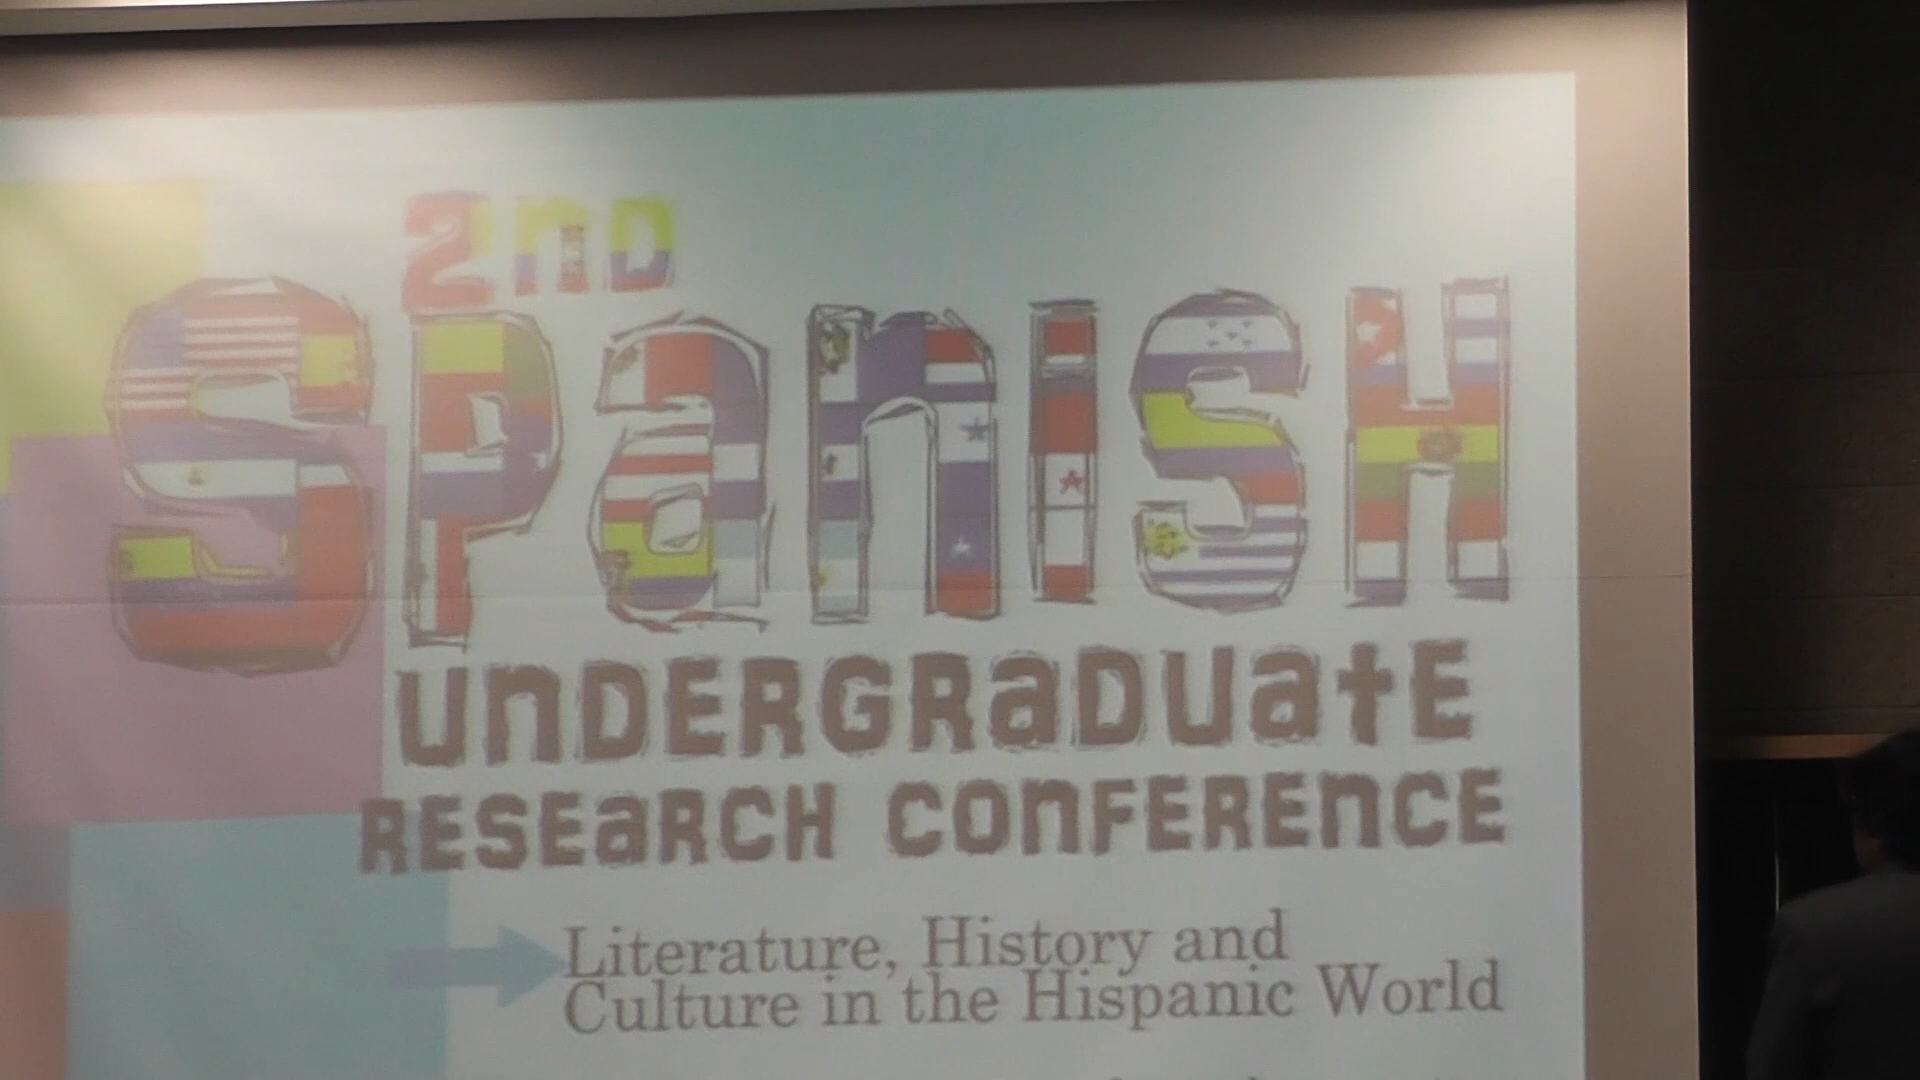 2nD
SPanISH
UnDERGRaDUatE
RESEaRCH COnFEREnCE
Literature, History and
Culture in the Hispanic World